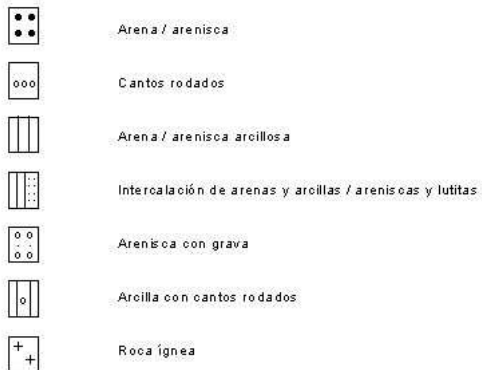 Arena / arenisca
Cantos rodados
Arena / arenisca arcillosa
Intercalación de arenas y arcillas / areniscas y lutitas
Arenisca con grava
Arcilla con cantos rodados
Roca ígnea